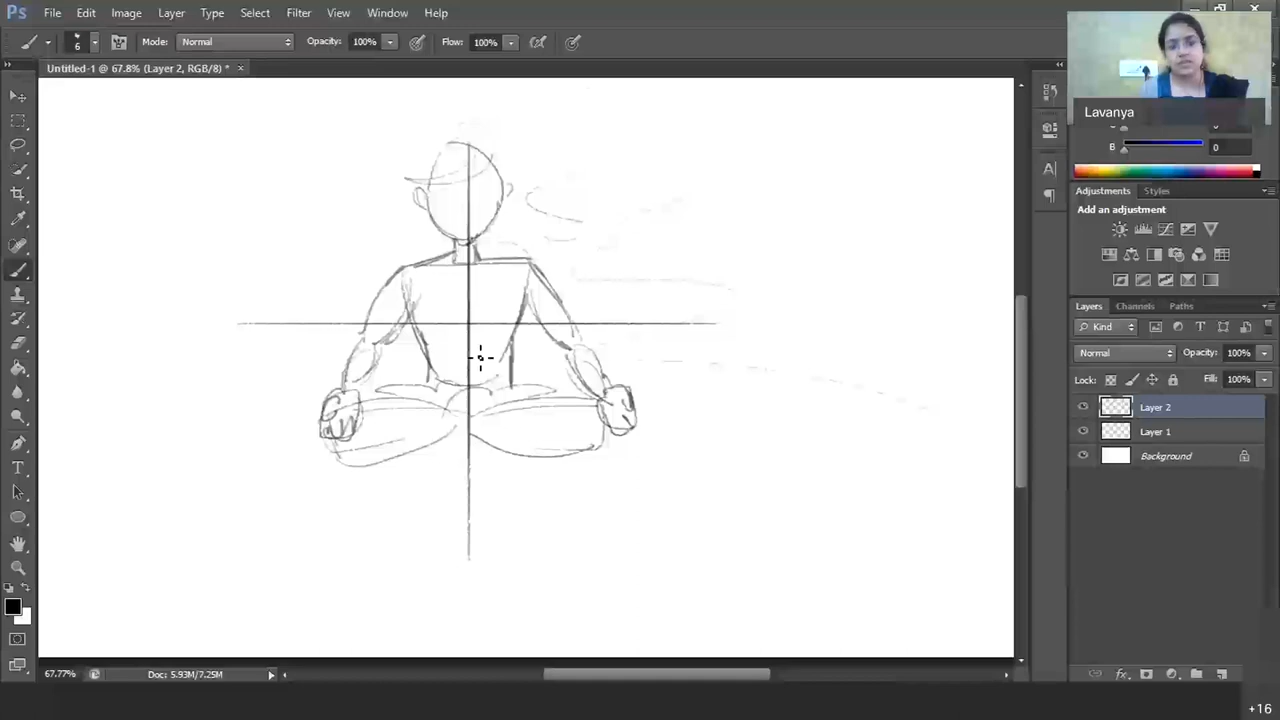 Ps File Edit Image Layer Type Select Filter View Window Help
6 Mode: Normal Opacity: 100% Flow: 100%
Untitled-1 @ 67.8% (Layer 2, RGB/8) * ×
Lavanya
B 0
Adjustments Styles
Add an adjustment
Layers Channels Paths
Kind
Normal Opacity: 100%
Lock: Fill: 100%
Layer 2
Layer 1
Background
67.77% Doc: 5.93M/7.25M
+16